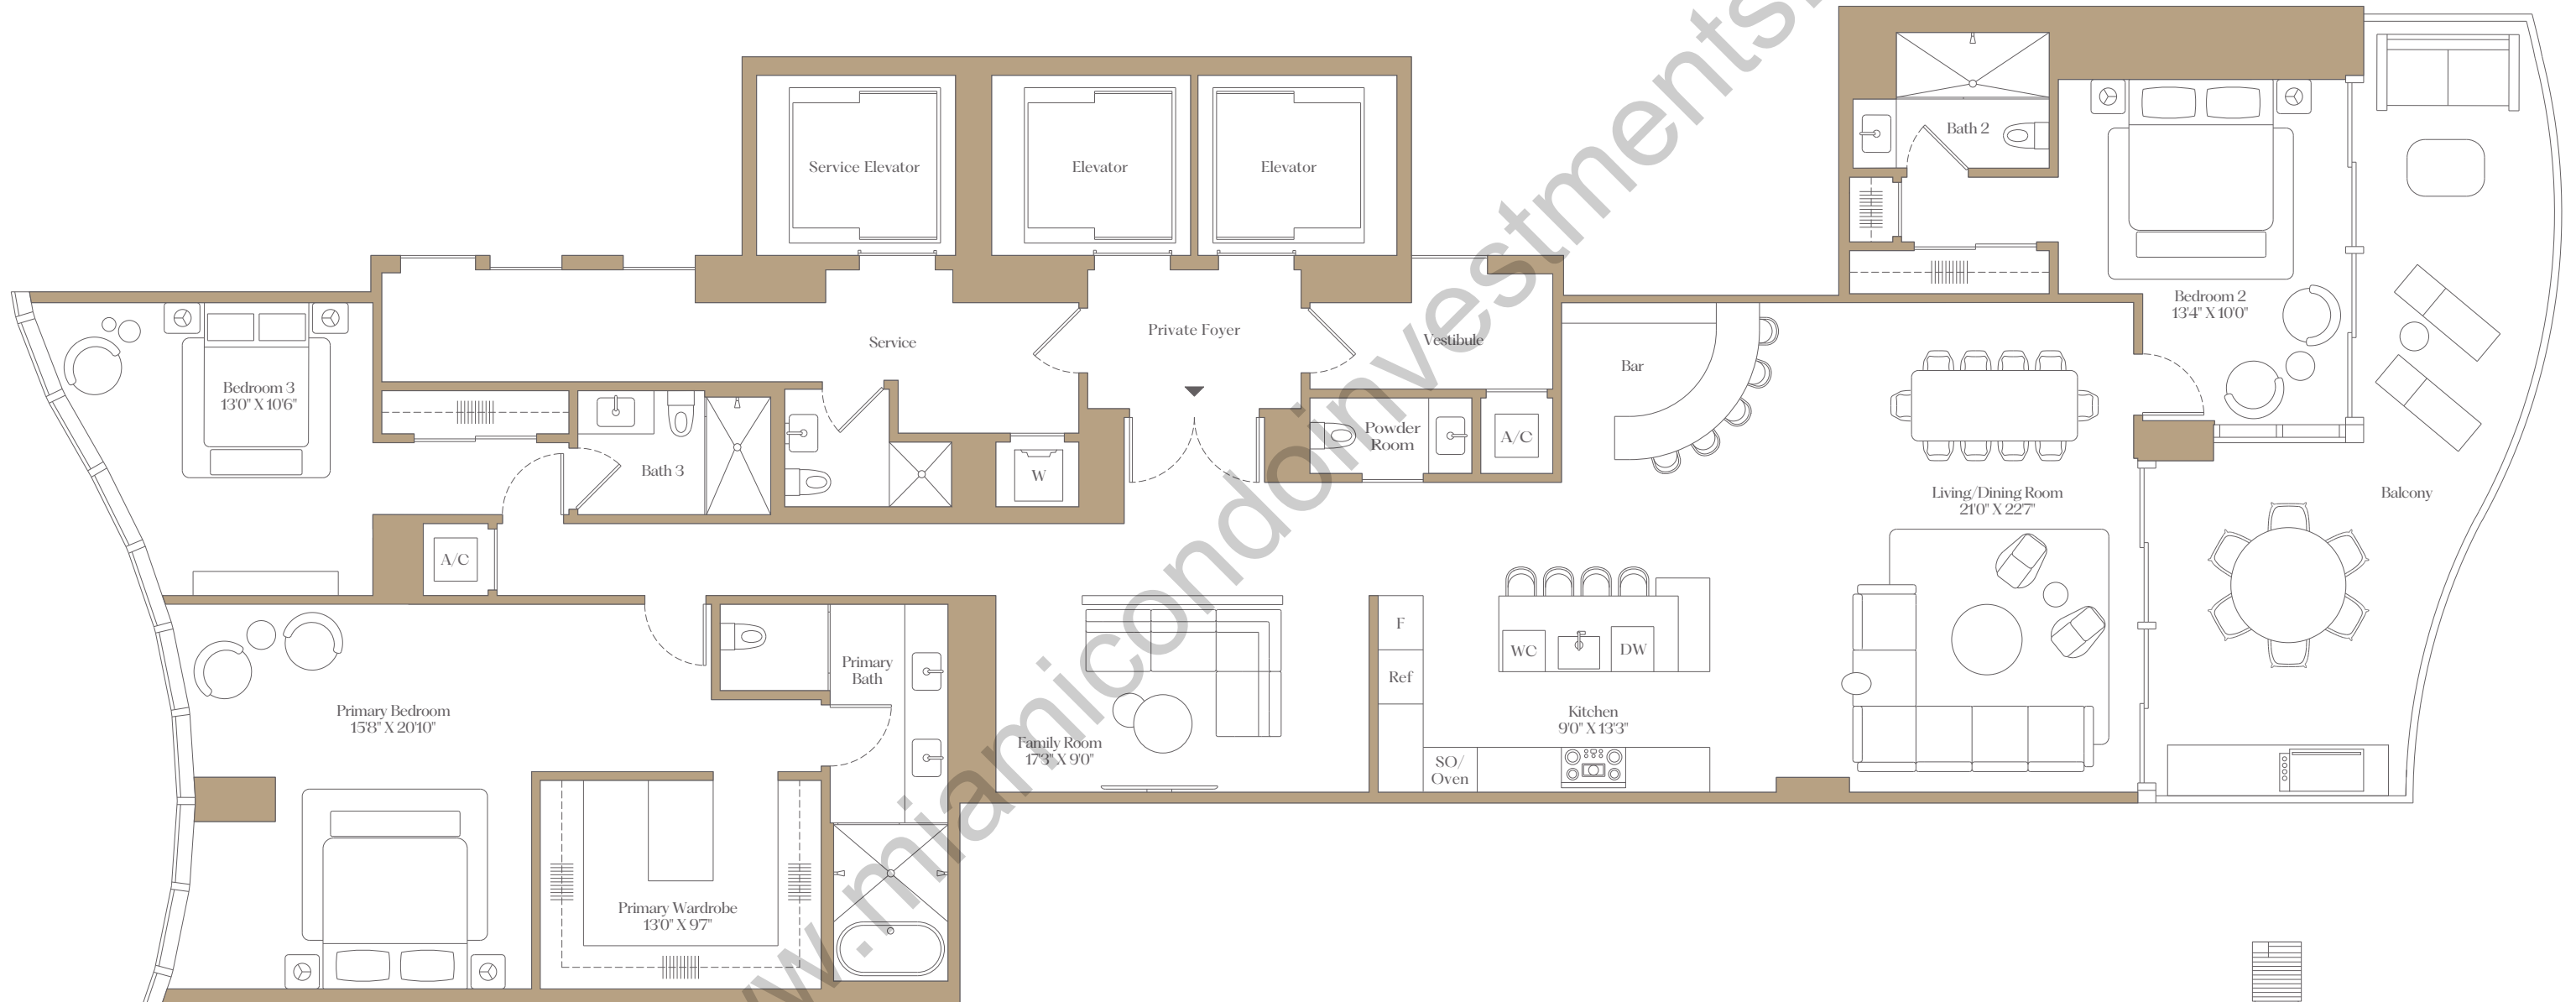 Service Elevator
Elevator
Elevator
Bath 2
Bedroom 2
13'4" X 10'0"
Private Foyer
Service
Vestibule
Bar
Bedroom 3
13'0" X 10'6"
Bath 3
W
Powder
Room
A/C
Living/Dining Room
21'0" X 22'7"
Balcony
A/C
F
Ref
WC
DW
Primary
Bath
Primary Bedroom
15'8" X 20'10"
Kitchen
9'0" X 13'3"
Family Room
17'3" X 9'0"
SO/
Oven
Primary Wardrobe
13'0" X 9'7"
w.miamicondoinvestments.